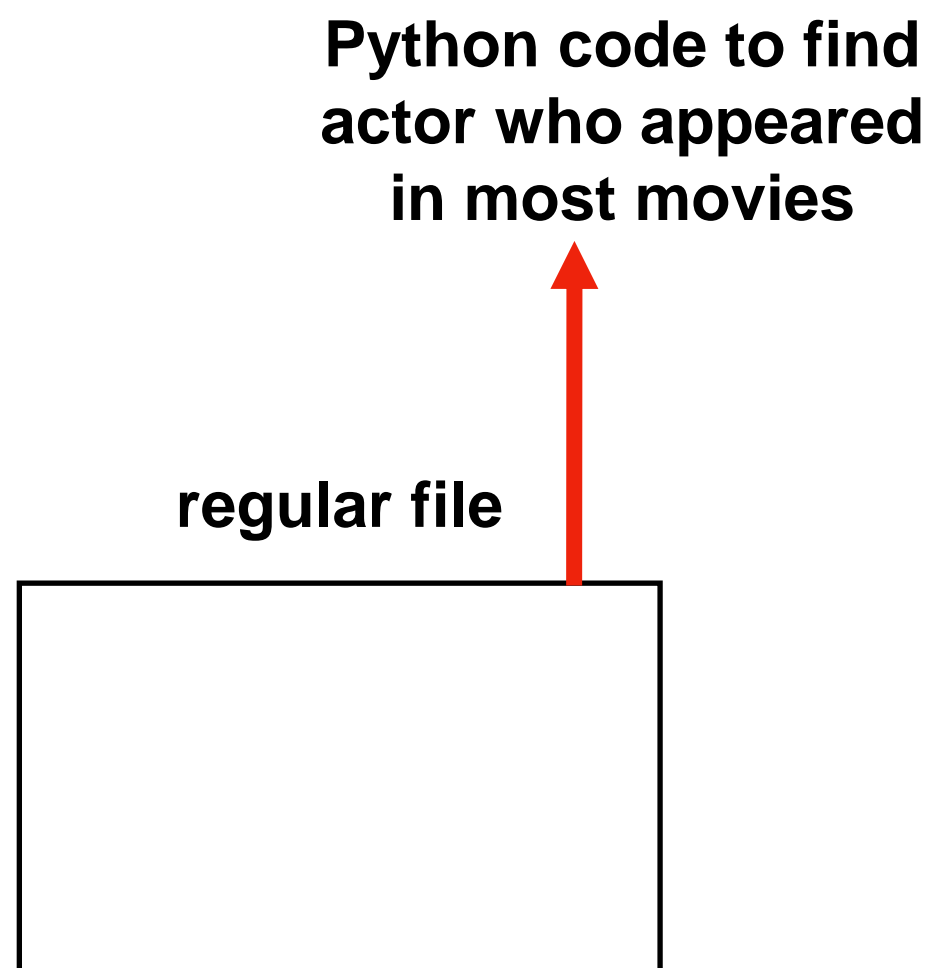 Python code to find
actor who appeared
in most movies
regular file